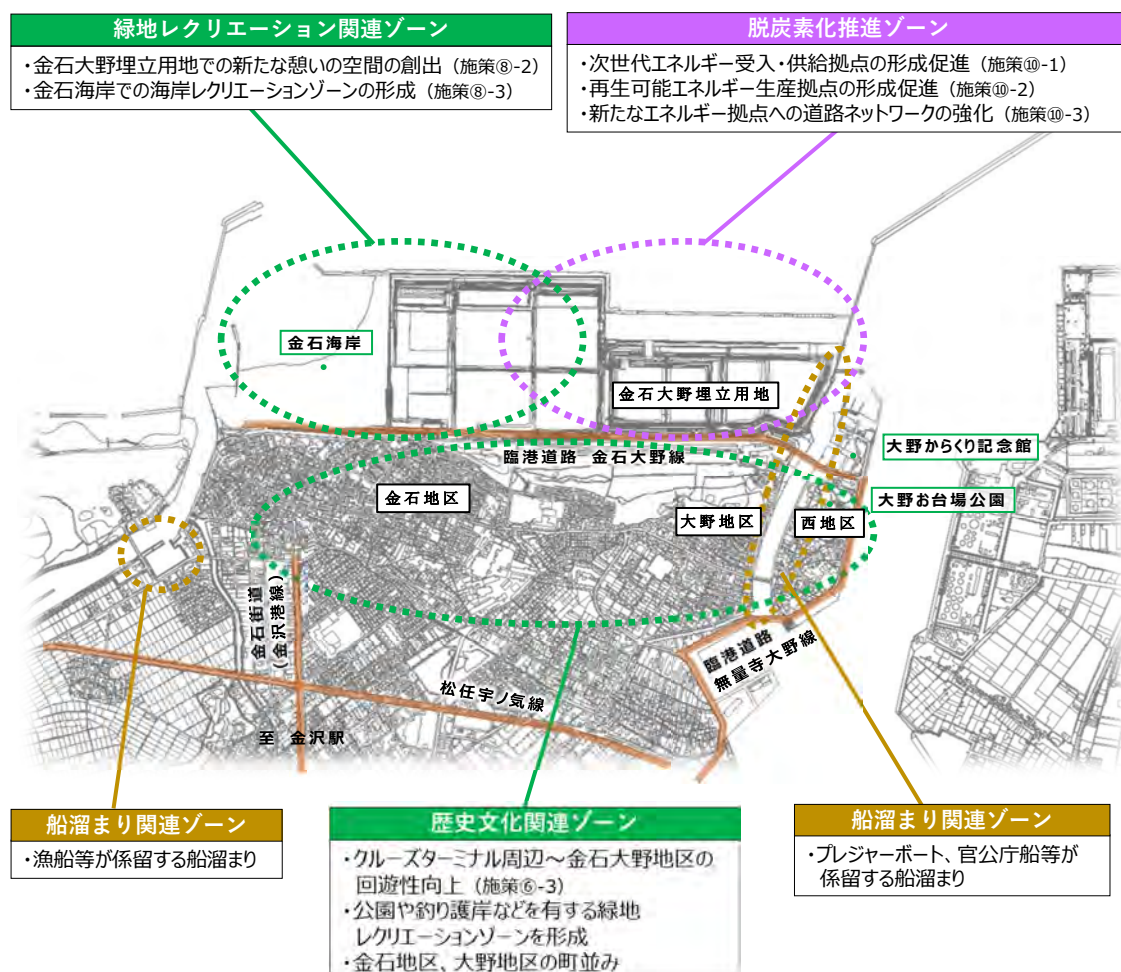 緑地レクリエーション関連ゾーン
・金石大野埋立用地での新たな憩いの空間の創出（施策⑧-2）
・金石海岸での海岸レクリエーションゾーンの形成（施策⑧-3）
脱炭素化推進ゾーン
・次世代エネルギー受入・供給拠点の形成促進（施策⑩-1）
・再生可能エネルギー生産拠点の形成促進（施策⑩-2）
・新たなエネルギー拠点への道路ネットワークの強化（施策⑩-3）
金石海岸
金石大野埋立用地
臨港道路 金石大野線
大野からくり記念館
金石地区
大野お台場公園
大野地区
西地区
金石街道
(金沢港線)
臨港道路
無量寺大野線
松任宇ノ気線
至 金沢駅
船溜まり関連ゾーン
・漁船等が係留する船溜まり
歴史文化関連ゾーン
・クルーズターミナル周辺～金石大野地区の
回遊性向上（施策⑥-3）
・公園や釣り護岸などを有する緑地
レクリエーションゾーンを形成
・金石地区、大野地区の町並み
船溜まり関連ゾーン
・プレジャーボート、官公庁船等が
係留する船溜まり